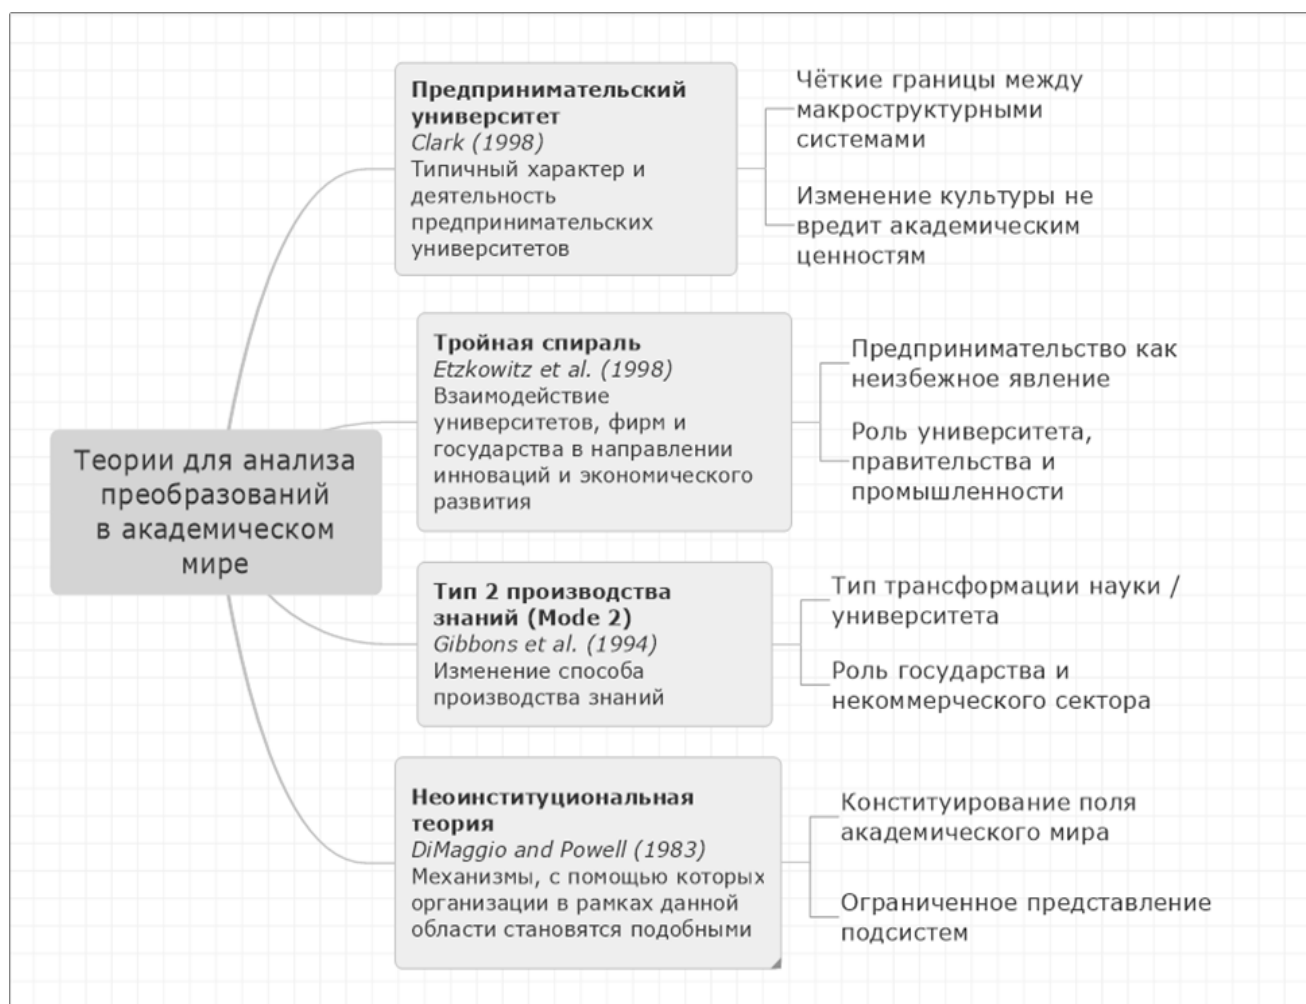 Теории для анализа
преобразований
в академическом
мире
Предпринимательский
университет
Clark (1998)
Типичный характер и
деятельность
предпринимательских
университетов
Чёткие границы между
макроструктурными
системами
Изменение культуры не
вредит академическим
ценностям
Тройная спираль
Etzkowitz et al. (1998)
Взаимодействие
университетов, фирм и
государства в направлении
инноваций и экономического
развития
Предпринимательство как
неизбежное явление
Роль университета,
правительства и
промышленности
Тип 2 производства
знаний (Mode 2)
Gibbons et al. (1994)
Изменение способа
производства знаний
Тип трансформации науки /
университета
Роль государства и
некоммерческого сектора
Неоинституциональная
теория
DiMaggio and Powell (1983)
Механизмы, с помощью которых
организации в рамках данной
области становятся подобными
Конституирование поля
академического мира
Ограниченное представление
подсистем